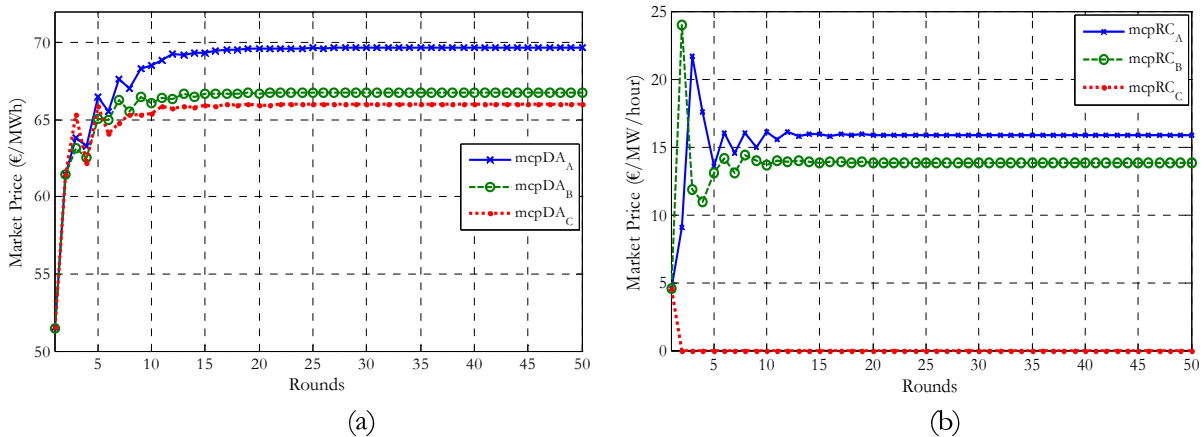 Market Price (€/MWh)
70
65
60
55
50
5 10 15 20 25 30 35 40 45 50
Rounds
mcpDA_A
mcpDA_B
mcpDA_C
(a)
Market Price (€/MW/hour)
25
20
15
10
5
0
5 10 15 20 25 30 35 40 45 50
Rounds
mcpRC_A
mcpRC_B
mcpRC_C
(b)